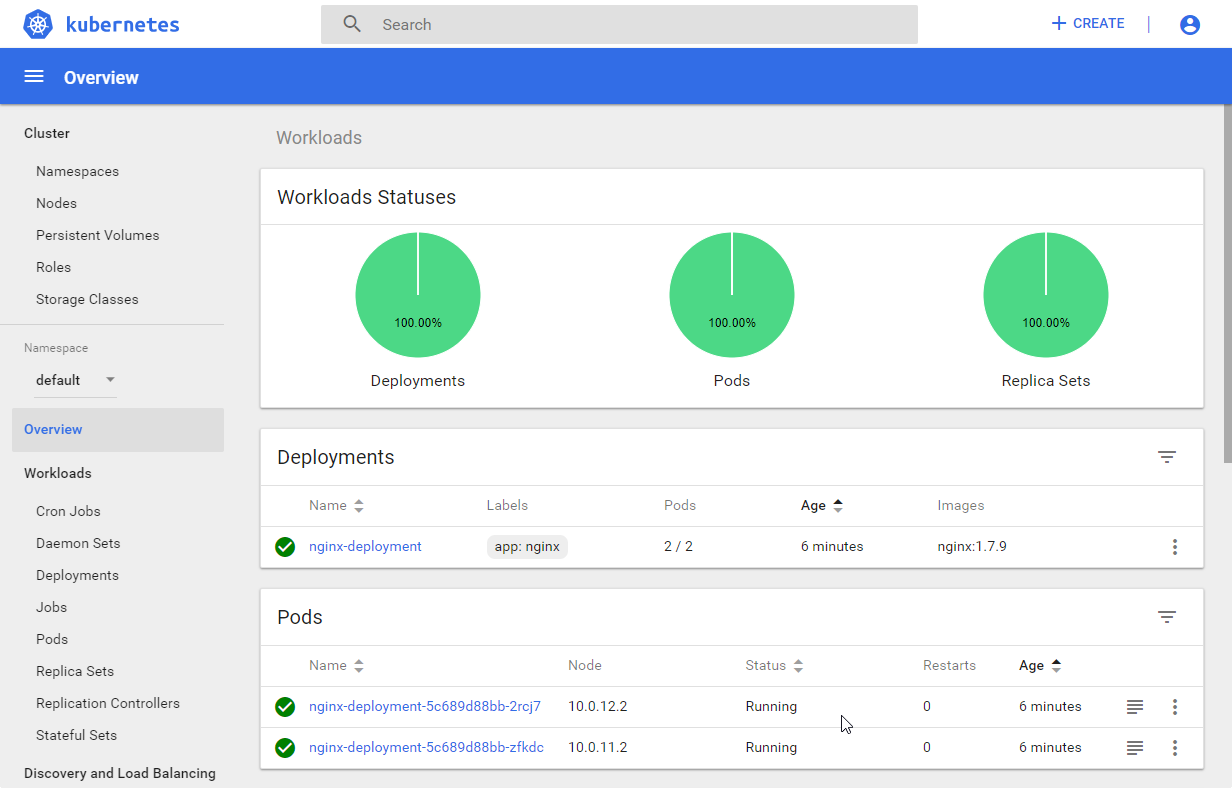 kubernetes
Search
+ CREATE
Overview
Cluster
Namespaces
Nodes
Persistent Volumes
Roles
Storage Classes
Namespace
default
Overview
Workloads
Cron Jobs
Daemon Sets
Deployments
Jobs
Pods
Replica Sets
Replication Controllers
Stateful Sets
Discovery and Load Balancing
Workloads
Workloads Statuses
100.00% 100.00% 100.00%
Deployments Pods Replica Sets
Deployments
Name Labels Pods Age Images
nginx-deployment app: nginx 2 / 2 6 minutes nginx:1.7.9
Pods
Name Node Status Restarts Age
nginx-deployment-5c689d88bb-2rcj7 10.0.12.2 Running 0 6 minutes
nginx-deployment-5c689d88bb-zfkdc 10.0.11.2 Running 0 6 minutes